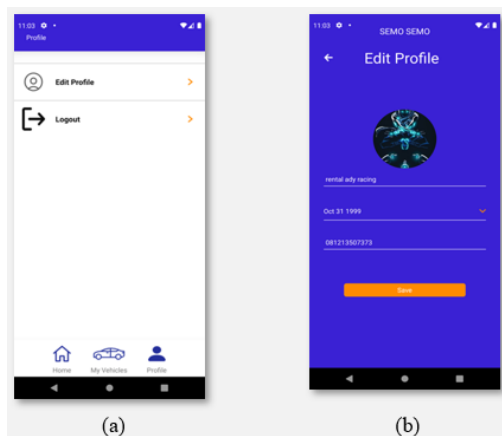 11:03
Profile
Edit Profile
Logout
Home My Vehicles Profile
(a)
11:03
SEMO SEMO
Edit Profile
rental ady racing
Oct 31 1999
081213507373
Save
(b)